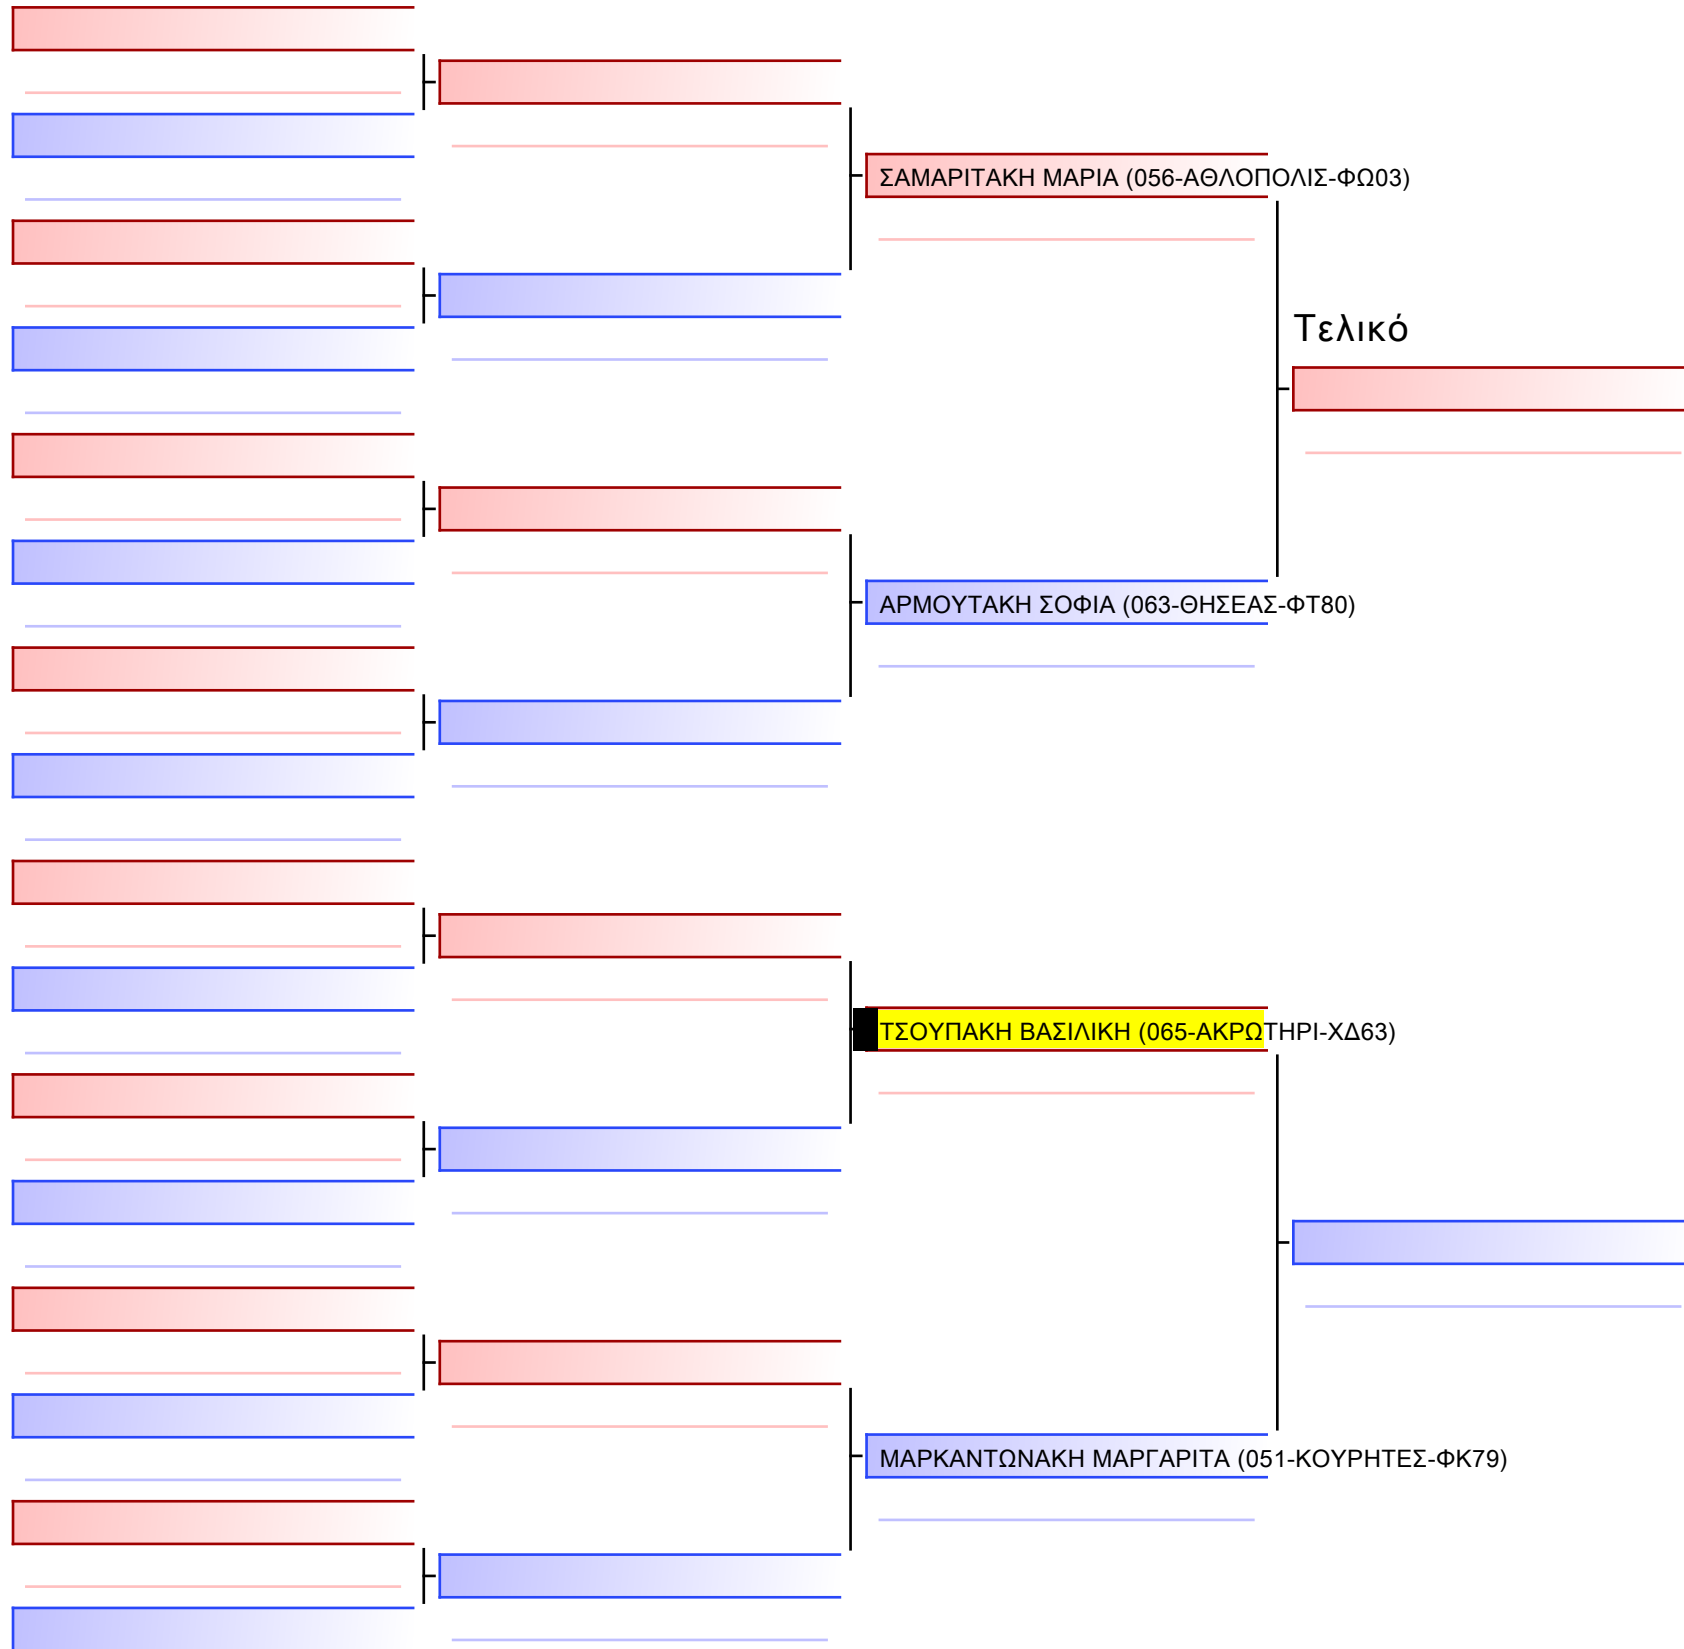 ΣΑΜΑΡΙΤΑΚΗ ΜΑΡΙΑ (056-ΑΘΛΟΠΟΛΙΣ-ΦΩ03)
Τελικό
ΑΡΜΟΥΤΑΚΗ ΣΟΦΙΑ (063-ΘΗΣΕΑΣ-ΦΤ80)
ΤΣΟΥΠΑΚΗ ΒΑΣΙΛΙΚΗ (065-ΑΚΡΩΤΗΡΙ-ΧΔ63)
ΜΑΡΚΑΝΤΩΝΑΚΗ ΜΑΡΓΑΡΙΤΑ (051-ΚΟΥΡΗΤΕΣ-ΦΚ79)